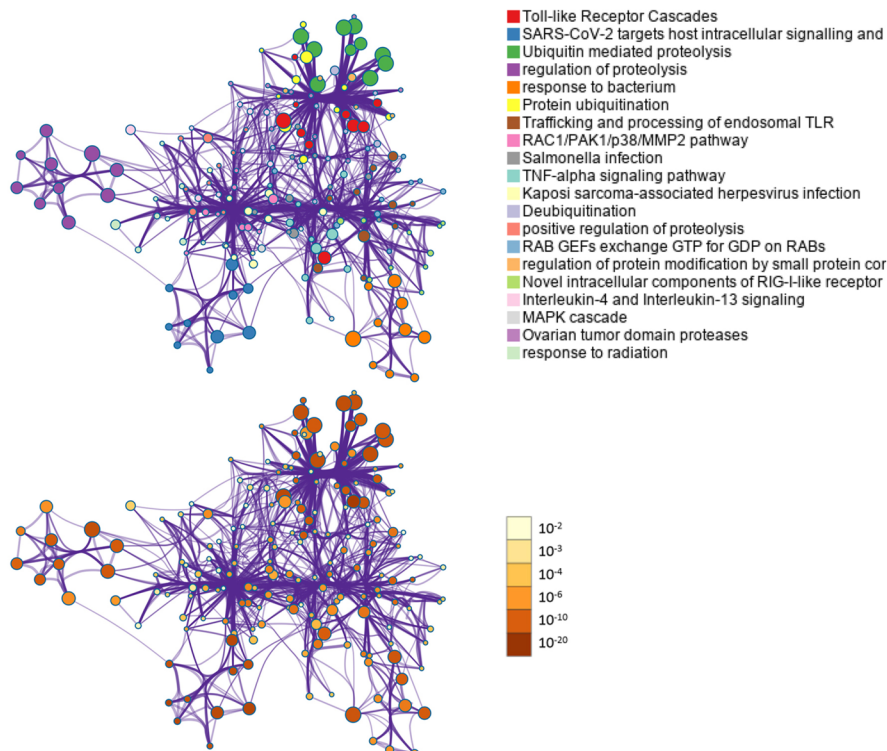 Toll-like Receptor Cascades
SARS-CoV-2 targets host intracellular signalling and
Ubiquitin mediated proteolysis
regulation of proteolysis
response to bacterium
Protein ubiquitination
Trafficking and processing of endosomal TLR
RAC1/PAK1/p38/MMP2 pathway
Salmonella infection
TNF-alpha signaling pathway
Kaposi sarcoma-associated herpesvirus infection
Deubiquitination
positive regulation of proteolysis
RAB GEFs exchange GTP for GDP on RABs
regulation of protein modification by small protein cor
Novel intracellular components of RIG-I-like receptor
Interleukin-4 and Interleukin-13 signaling
MAPK cascade
Ovarian tumor domain proteases
response to radiation
10⁻²
10⁻³
10⁻⁴
10⁻⁶
10⁻¹⁰
10⁻²⁰